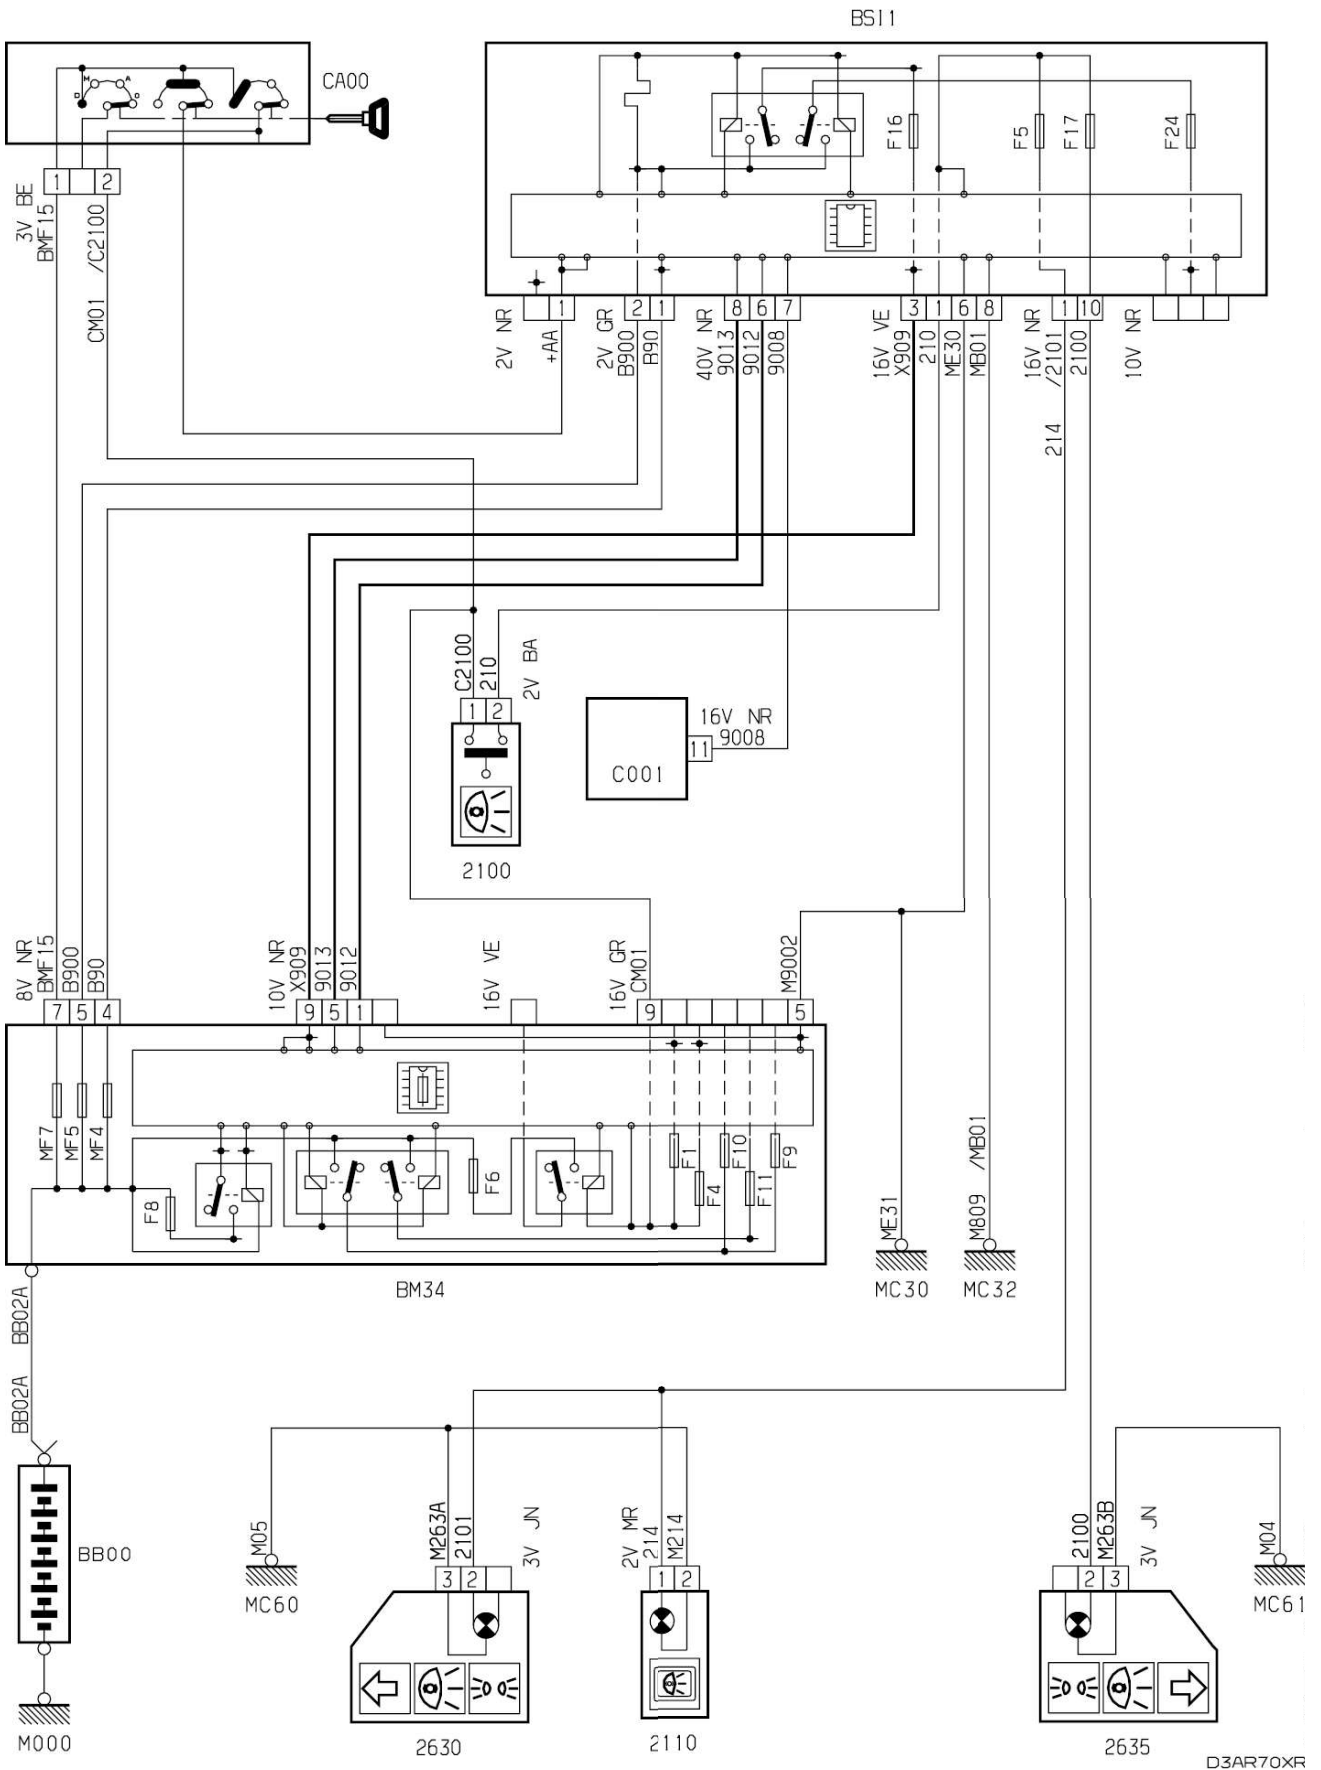 BSI1
CA00
M
A
D
D
F16
F5
F17
F24
1
2
3V BE
BMF15
CM01 /C2100
1
2
1
8
6
7
3
1
6
8
1
10
2V NR
+AA
2V GR
B900
B90
40V NR
9013
9012
9008
16V VE
X909
210
ME30
MB01
16V NR
/2101
2100
10V NR
214
C2100
210
2V BA
1
2
2100
C001
11
16V NR
9008
8V NR
BMF15
B900
B90
10V NR
X909
9013
9012
16V VE
16V GR
CM01
M9002
7
5
4
9
5
1
9
5
MF7
MF5
MF4
F8
F6
F1
F4
F10
F11
F9
BM34
ME31
M809 /MB01
MC30
MC32
BB02A
BB02A
BB00
M000
M05
MC60
M263A
2101
3V JN
3
2
2630
2V MR
214
M214
1
2
2110
2100
M263B
3V JN
2
3
2635
M04
MC61
D3AR70XR